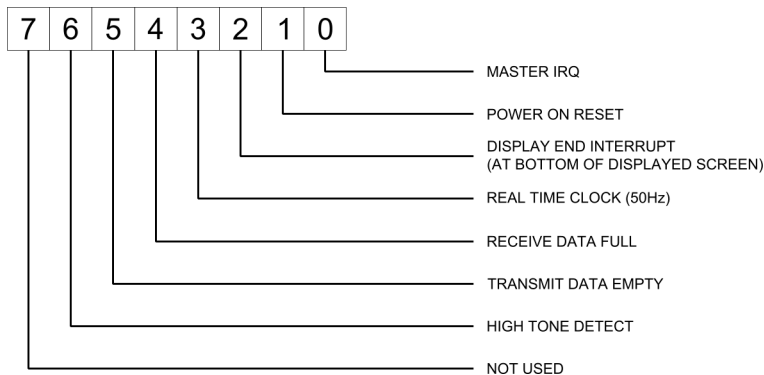 7 6 5 4 3 2 1 0
MASTER IRQ
POWER ON RESET
DISPLAY END INTERRUPT
(AT BOTTOM OF DISPLAYED SCREEN)
REAL TIME CLOCK (50Hz)
RECEIVE DATA FULL
TRANSMIT DATA EMPTY
HIGH TONE DETECT
NOT USED